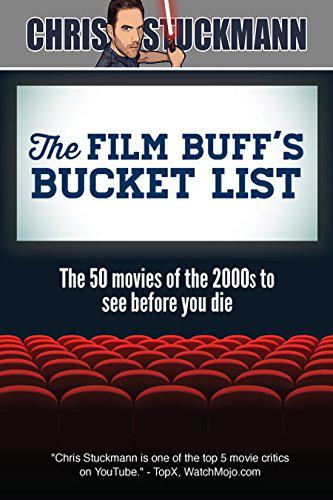 CHRIS STUCKMANN
The FILM BUFF'S
BUCKET LIST
The 50 movies of the 2000s to
see before you die
"Chris Stuckmann is one of the top 5 movie critics
on YouTube." - TopX, WatchMojo.com